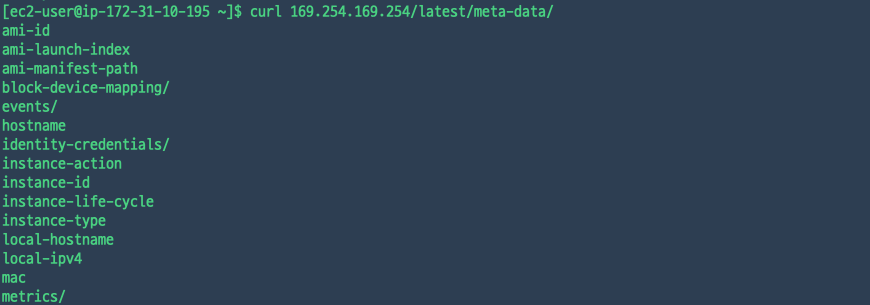 [ec2-user@ip-172-31-10-195 ~]$ curl 169.254.169.254/latest/meta-data/
ami-id
ami-launch-index
ami-manifest-path
block-device-mapping/
events/
hostname
identity-credentials/
instance-action
instance-id
instance-life-cycle
instance-type
local-hostname
local-ipv4
mac
metrics/